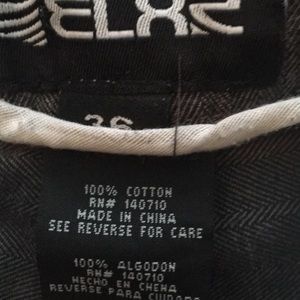 36
100% COTTON
RN# 140710
MADE IN CHINA
SEE REVERSE FOR CARE
100% ALGODON
RN# 140710
HECHO EN CHINA
REVERSE PARA CUIDADO